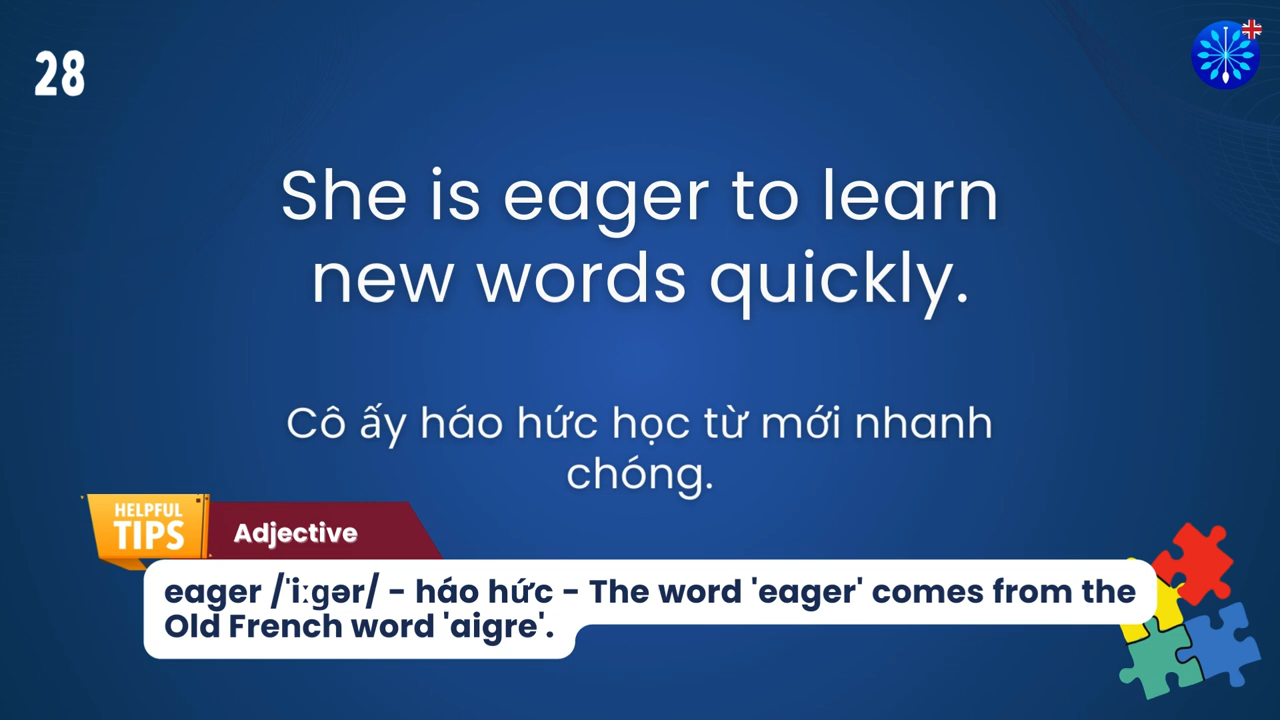 28
She is eager to learn
new words quickly.
Cô ấy háo hức học từ mới nhanh
chóng.
HELPFUL
TIPS
Adjective
eager /ˈiːɡər/ - háo hức - The word 'eager' comes from the
Old French word 'aigre'.